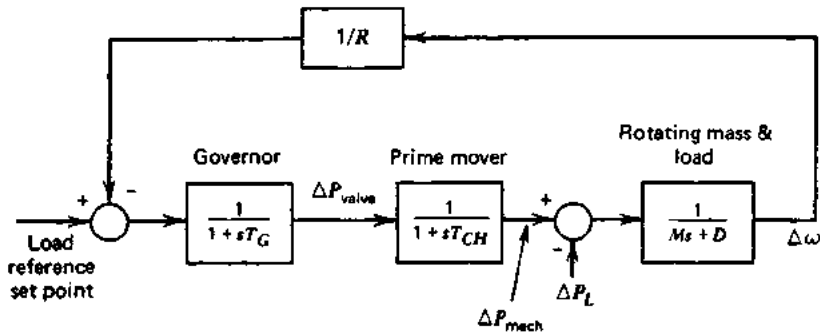 1/R
Rotating mass &
load
Governor
Prime mover
ΔP_valve
−
+
1
1 + sT_G
1
1 + sT_CH
+
−
1
Ms + D
Δω
Load
reference
set point
ΔP_L
ΔP_mech